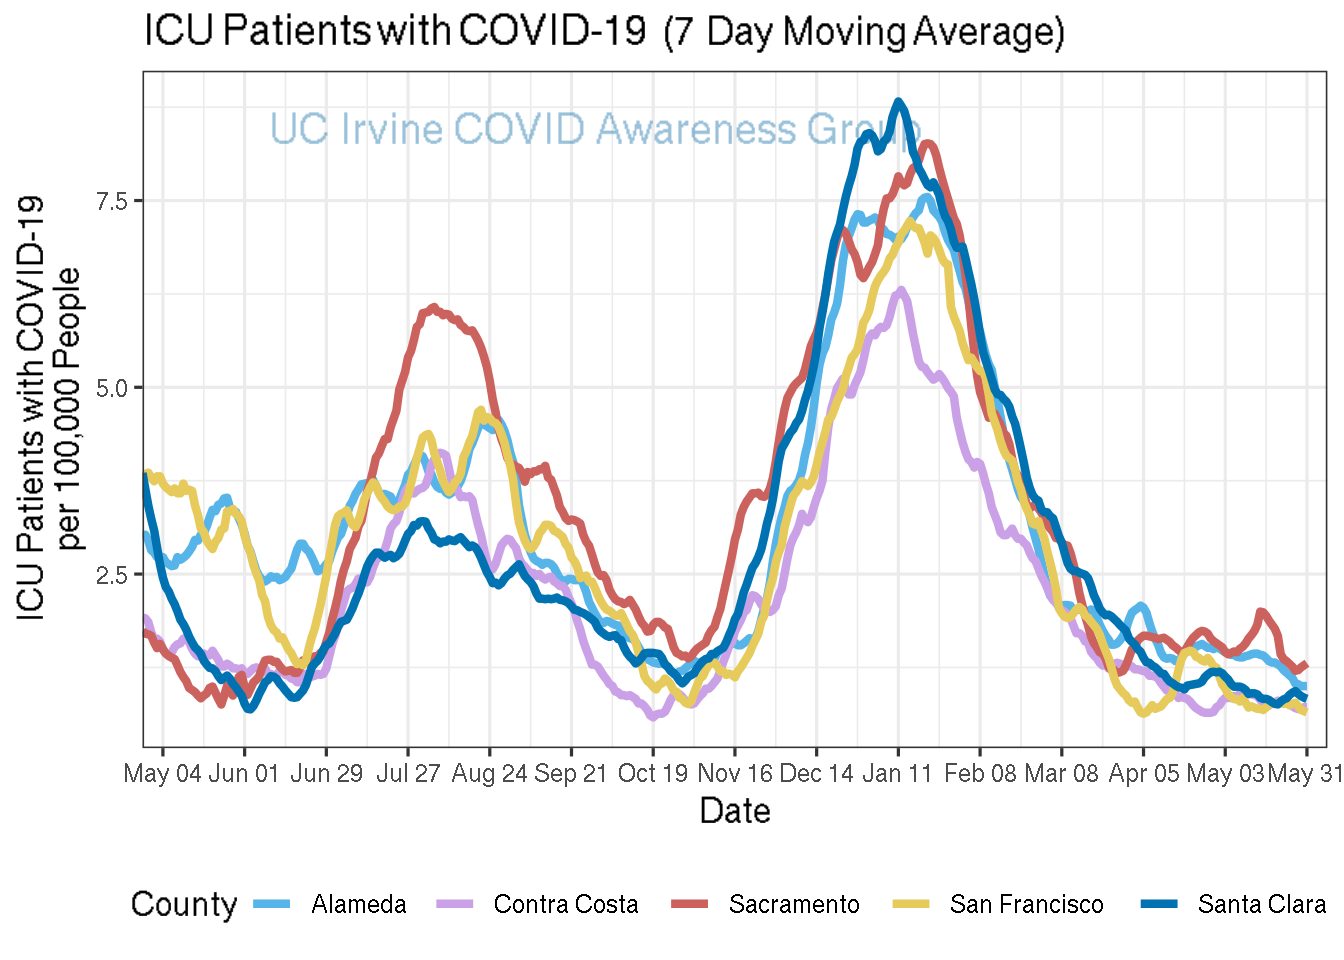 ICU Patients with COVID-19 (7 Day Moving Average)
UC Irvine COVID Awareness Group
ICU Patients with COVID-19
per 100,000 People
7.5
5.0
2.5
May 04 Jun 01 Jun 29 Jul 27 Aug 24 Sep 21 Oct 19 Nov 16 Dec 14 Jan 11 Feb 08 Mar 08 Apr 05 May 03 May 31
Date
County Alameda Contra Costa Sacramento San Francisco Santa Clara